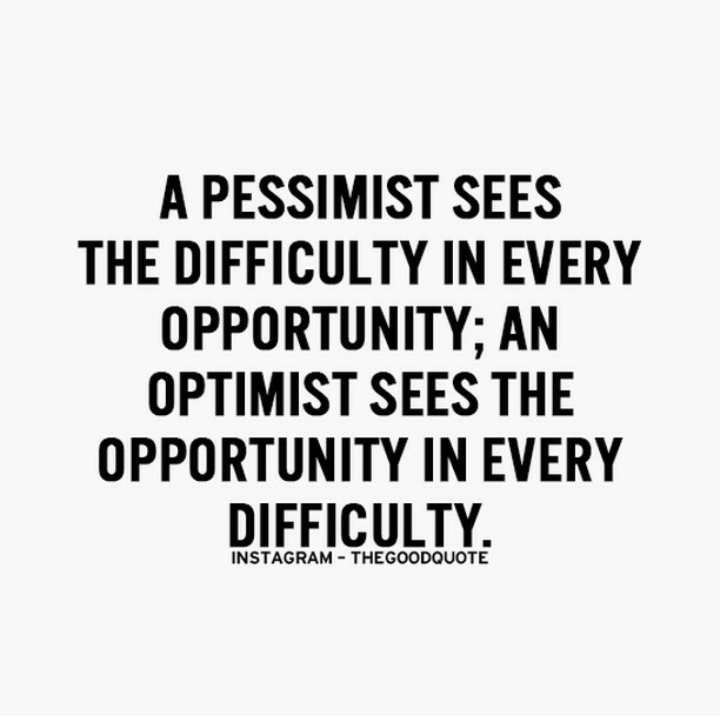 A PESSIMIST SEES
THE DIFFICULTY IN EVERY
OPPORTUNITY; AN
OPTIMIST SEES THE
OPPORTUNITY IN EVERY
DIFFICULTY.
INSTAGRAM - THEGOODQUOTE